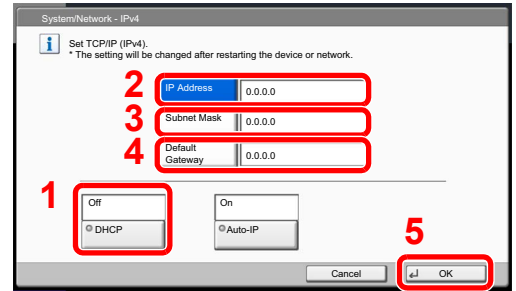 System/Network - IPv4
i
Set TCP/IP (IPv4).
* The setting will be changed after restarting the device or network.
2 IP Address 0.0.0.0
3 Subnet Mask 0.0.0.0
4 Default Gateway 0.0.0.0
1 Off On
DHCP Auto-IP
5
Cancel OK